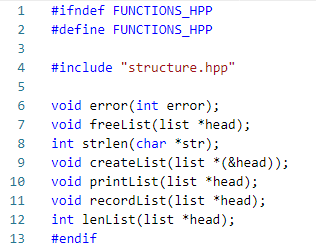 1 #ifndef FUNCTIONS_HPP
2 #define FUNCTIONS_HPP
3
4 #include "structure.hpp"
5
6 void error(int error);
7 void freeList(list *head);
8 int strlen(char *str);
9 void createList(list *(&head));
10 void printList(list *head);
11 void recordList(list *head);
12 int lenList(list *head);
13 #endif